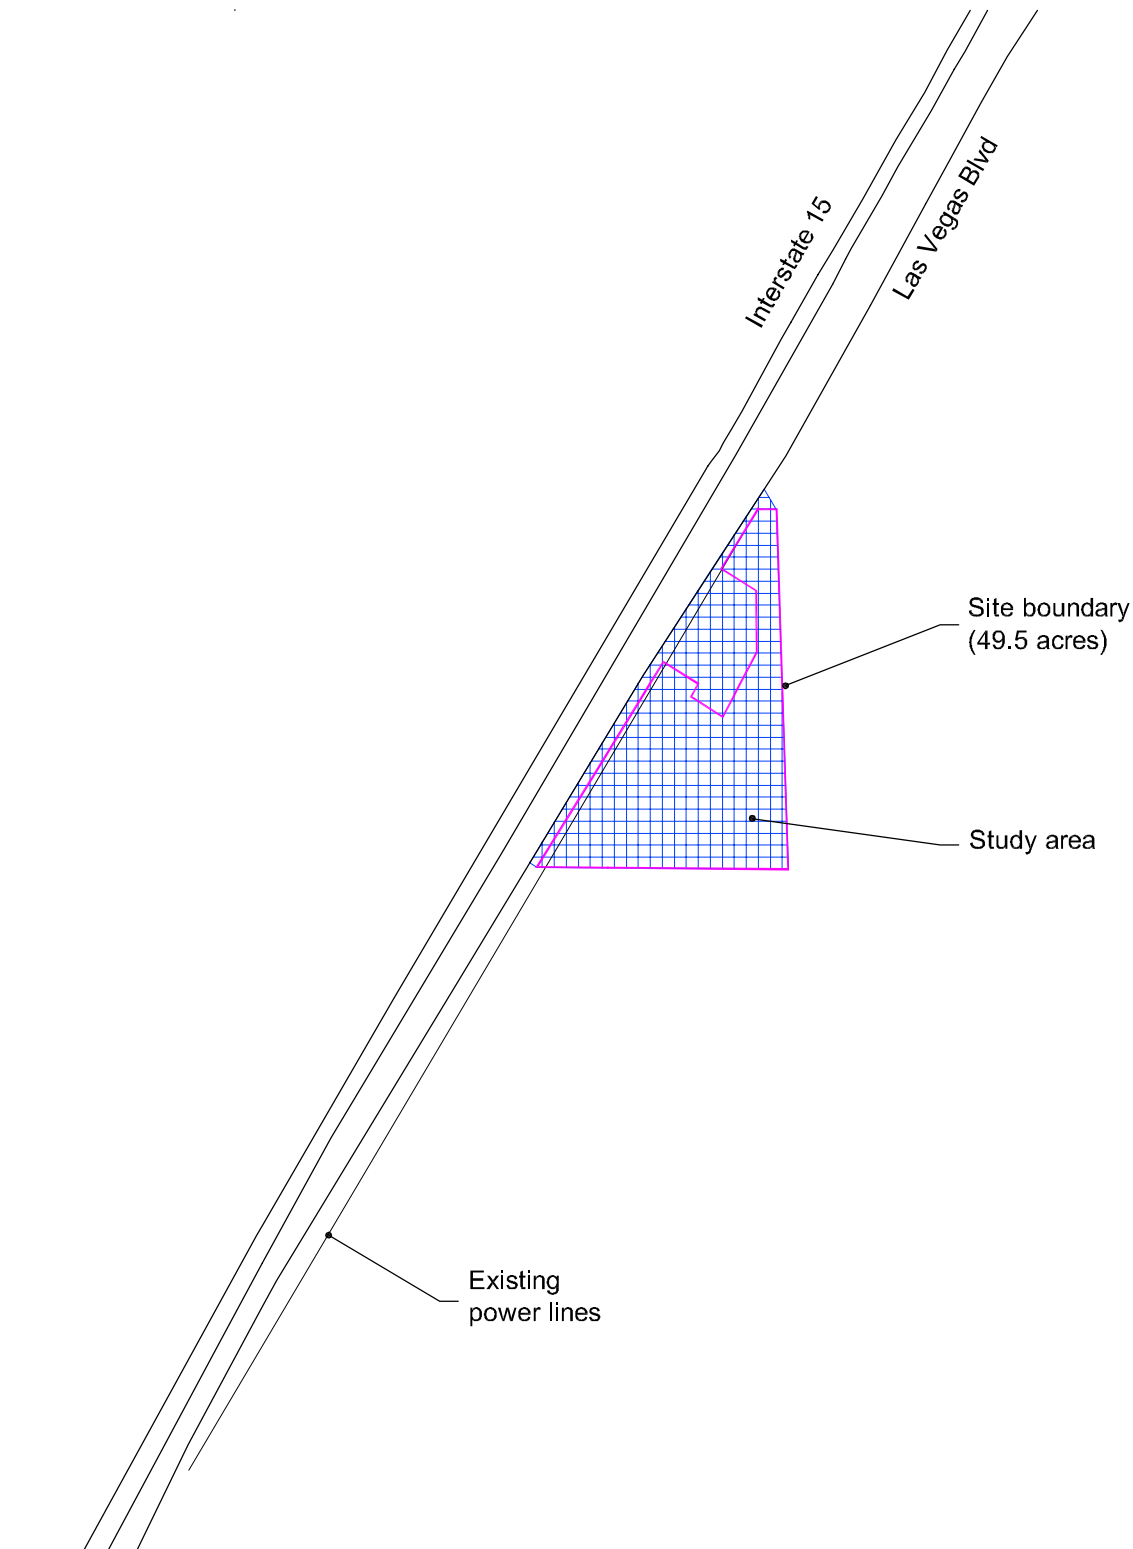 Interstate 15
Las Vegas Blvd
Site boundary
(49.5 acres)
Study area
Existing
power lines